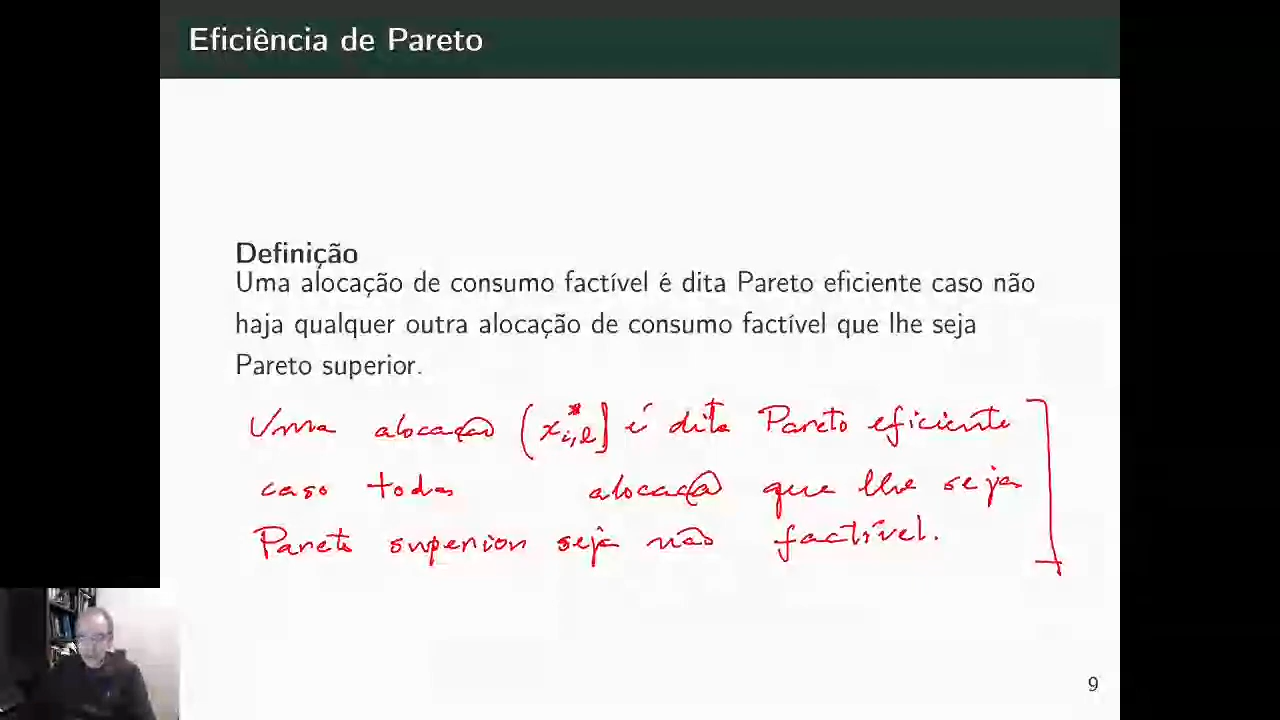 Eficiência de Pareto
Definição
Uma alocação de consumo factível é dita Pareto eficiente caso não
haja qualquer outra alocação de consumo factível que lhe seja
Pareto superior.
Uma alocação (x*i,l) é dita Pareto eficiente
caso toda alocação que lhe seja
Pareto superior seja não factível.
9